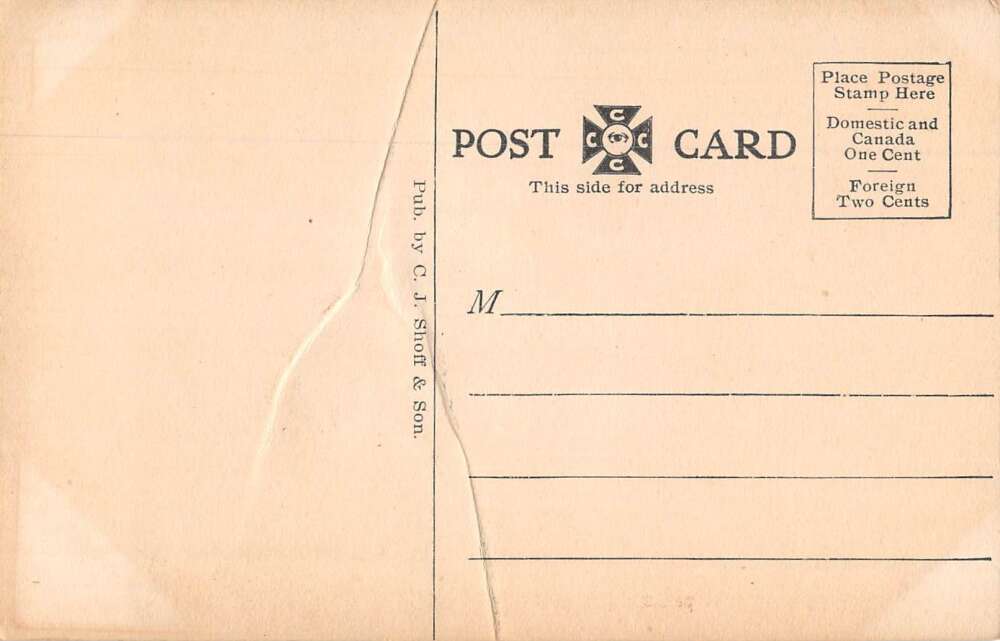 POST CARD
C
C C
C
This side for address
Place Postage
Stamp Here
Domestic and
Canada
One Cent
Foreign
Two Cents
Pub. by C. J. Shoff & Son.
M